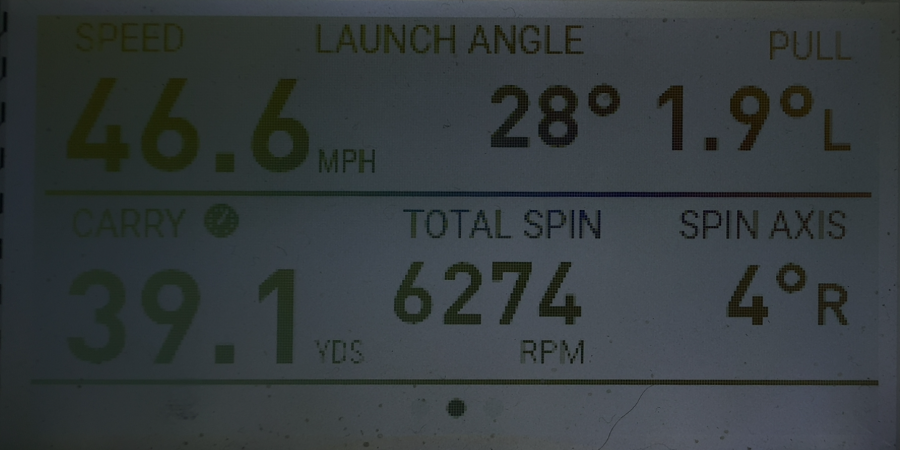 SPEED LAUNCH ANGLE PULL
46.6 MPH 28° 1.9° L
CARRY TOTAL SPIN SPIN AXIS
39.1 YDS 6274 RPM 4° R